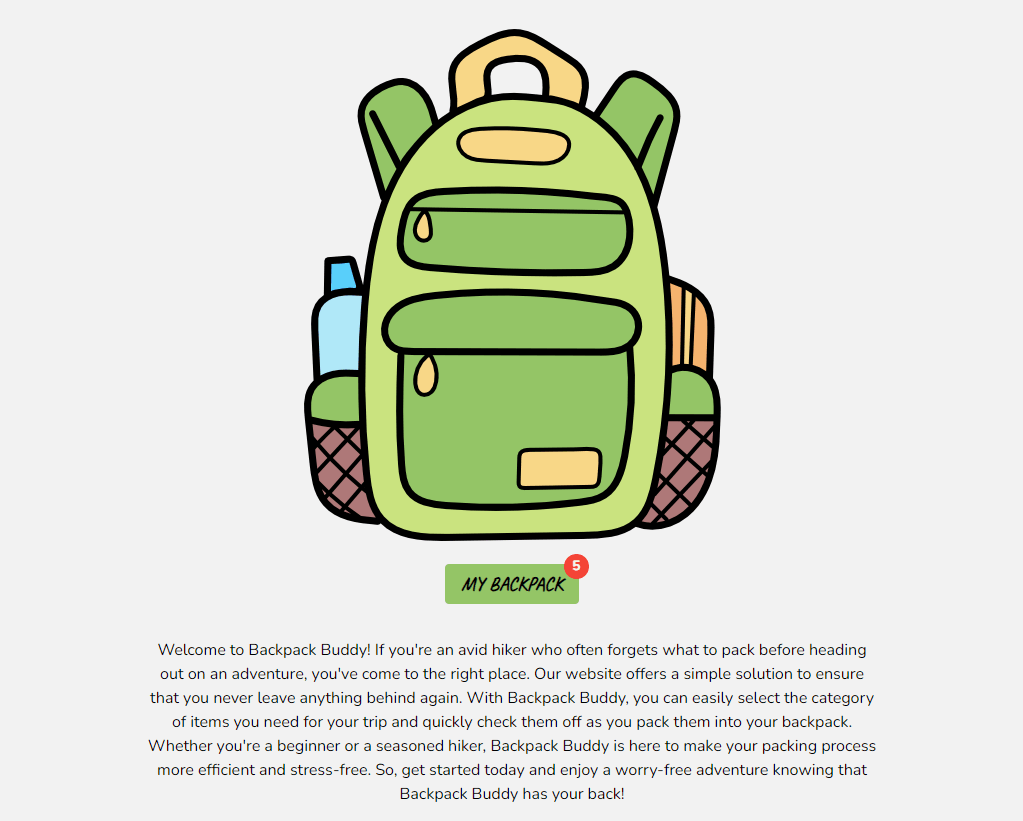 5
MY BACKPACK
Welcome to Backpack Buddy! If you're an avid hiker who often forgets what to pack before heading
out on an adventure, you've come to the right place. Our website offers a simple solution to ensure
that you never leave anything behind again. With Backpack Buddy, you can easily select the category
of items you need for your trip and quickly check them off as you pack them into your backpack.
Whether you're a beginner or a seasoned hiker, Backpack Buddy is here to make your packing process
more efficient and stress-free. So, get started today and enjoy a worry-free adventure knowing that
Backpack Buddy has your back!